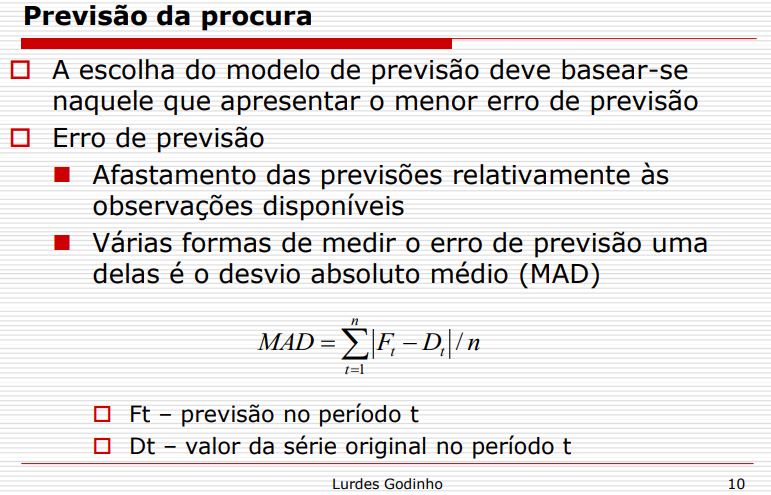 Previsão da procura
A escolha do modelo de previsão deve basear-se
naquele que apresentar o menor erro de previsão
Erro de previsão
Afastamento das previsões relativamente às
observações disponíveis
Várias formas de medir o erro de previsão uma
delas é o desvio absoluto médio (MAD)
MAD = ∑_{t=1}^{n} |F_t − D_t| / n
Ft – previsão no período t
Dt – valor da série original no período t
Lurdes Godinho 10